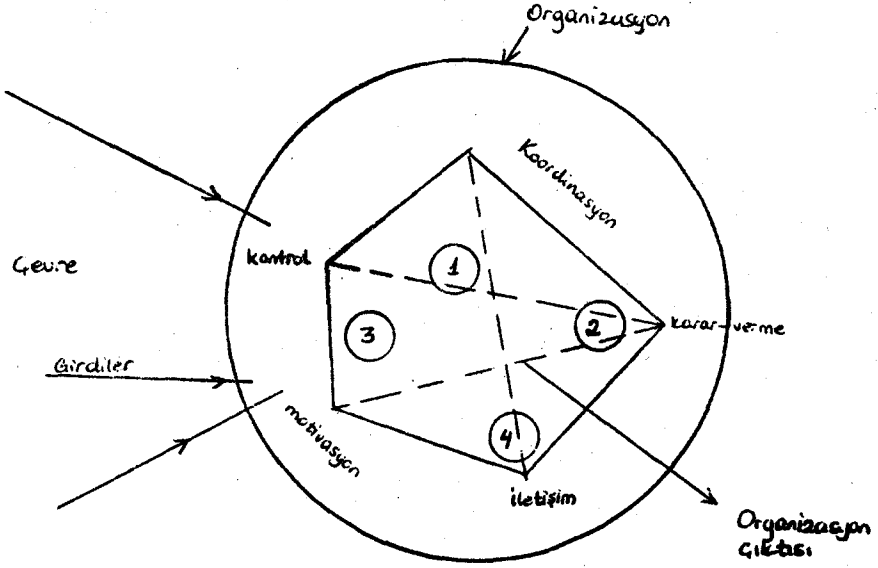 Organizasyon
Koordinasyon
kontrol
1
Çevre
3
2
karar-verme
Girdiler
motivasyon
4
iletişim
Organizasyon
Çıktısı